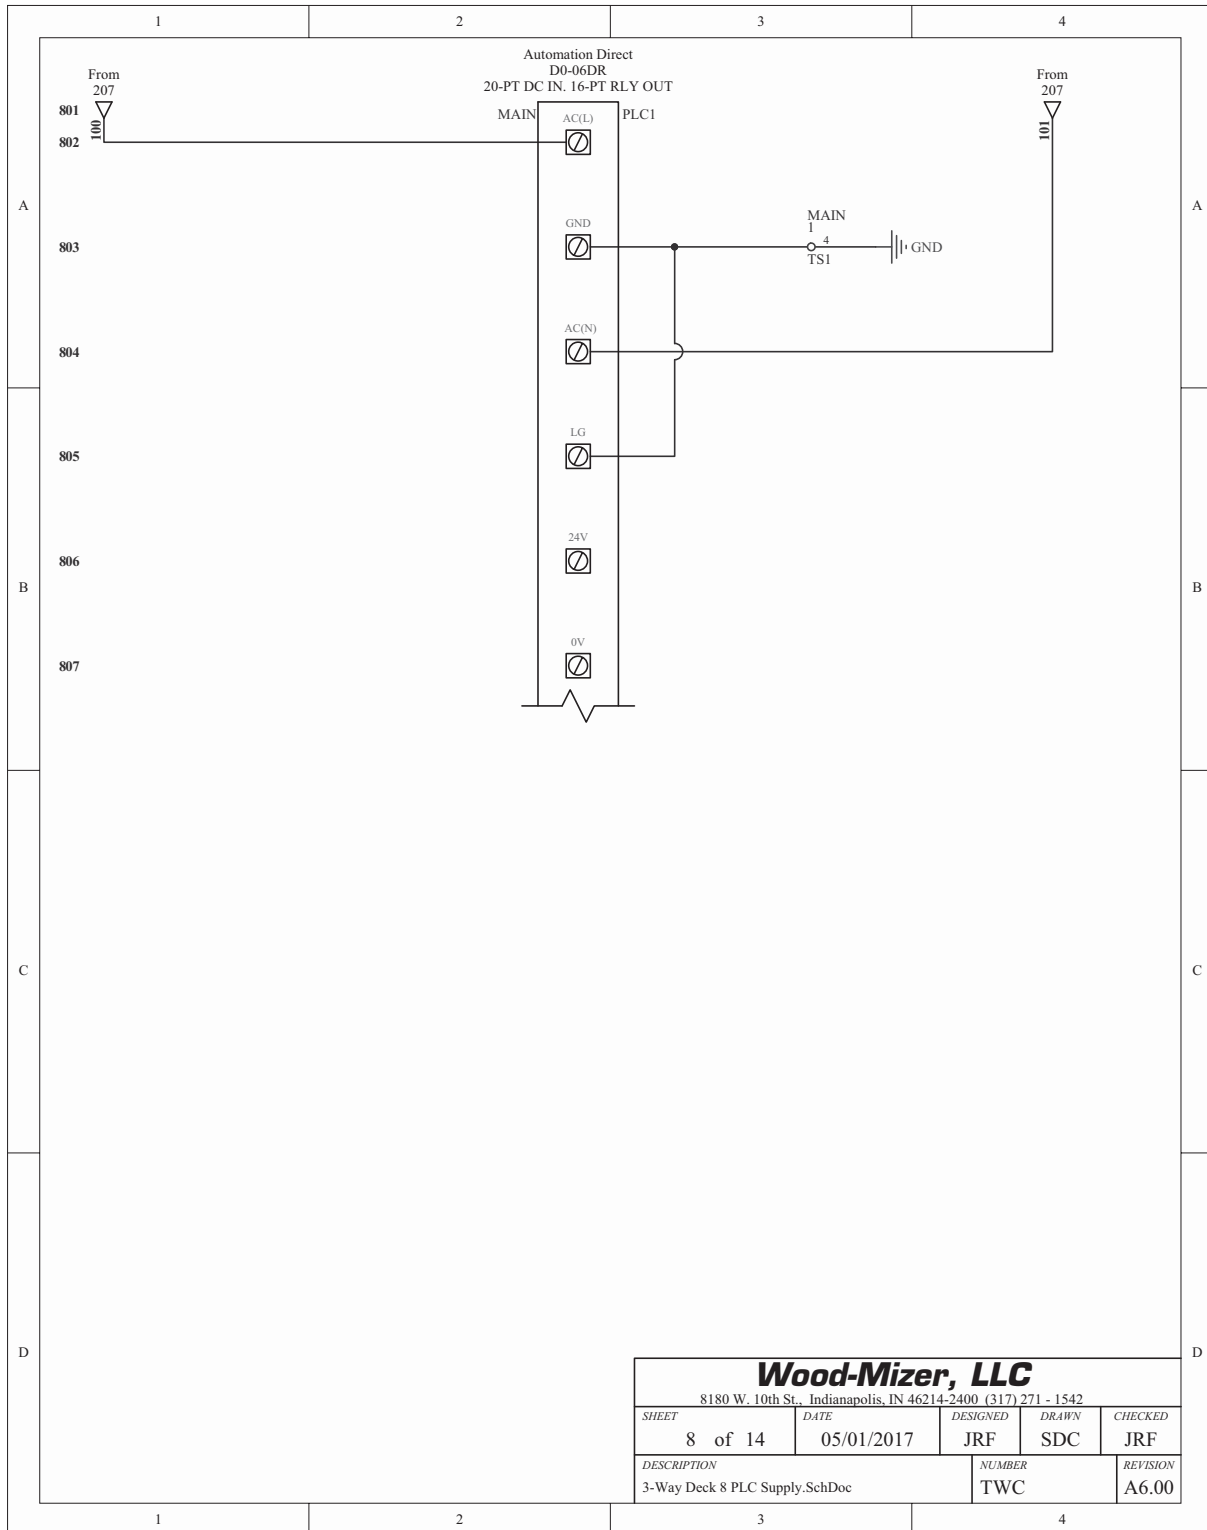 1 2 3 4
Automation Direct
D0-06DR
20-PT DC IN. 16-PT RLY OUT
From
207
From
207
801
MAIN
PLC1
100
101
AC(L)
802
A
A
GND
803
MAIN
1
4
TS1
GND
AC(N)
804
LG
805
24V
806
B
B
0V
807
C
C
D
D
Wood-Mizer, LLC
8180 W. 10th St., Indianapolis, IN 46214-2400 (317) 271 - 1542
SHEET DATE DESIGNED DRAWN CHECKED
8 of 14 05/01/2017 JRF SDC JRF
DESCRIPTION NUMBER REVISION
3-Way Deck 8 PLC Supply.SchDoc TWC A6.00
1 2 3 4